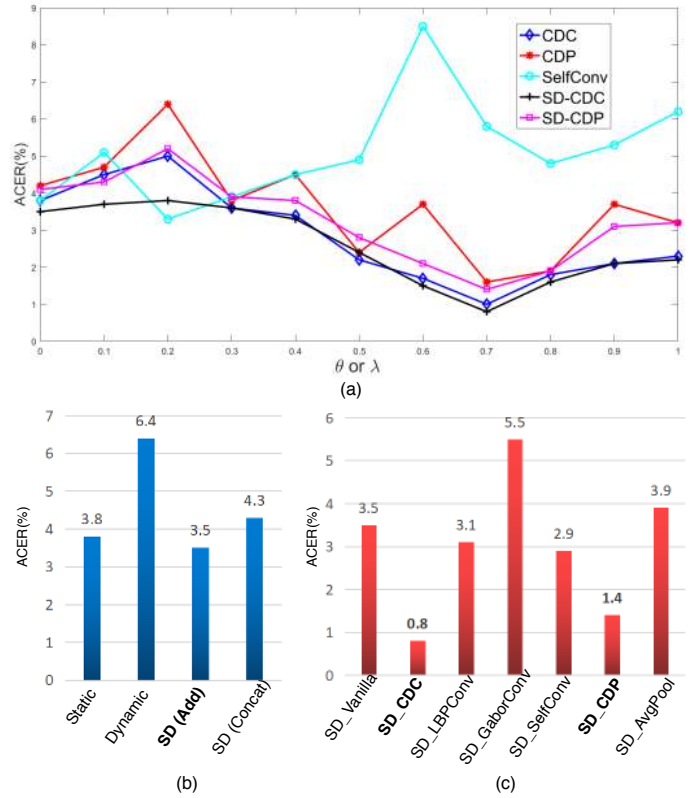 9
8
7
6
5
4
3
2
1
0
ACER(%)
CDC
CDP
SelfConv
SD-CDC
SD-CDP
0 0.1 0.2 0.3 0.4 0.5 0.6 0.7 0.8 0.9 1
θ or λ
(a)
7
6
5
4
3
2
1
0
ACER(%)
3.8
6.4
3.5
4.3
Static
Dynamic
SD (Add)
SD (Concat)
(b)
6
5
4
3
2
1
0
ACER(%)
3.5
0.8
3.1
5.5
2.9
1.4
3.9
SD_Vanilla
SD_CDC
SD_LBPConv
SD_GaborConv
SD_SelfConv
SD_CDP
SD_AvgPool
(c)